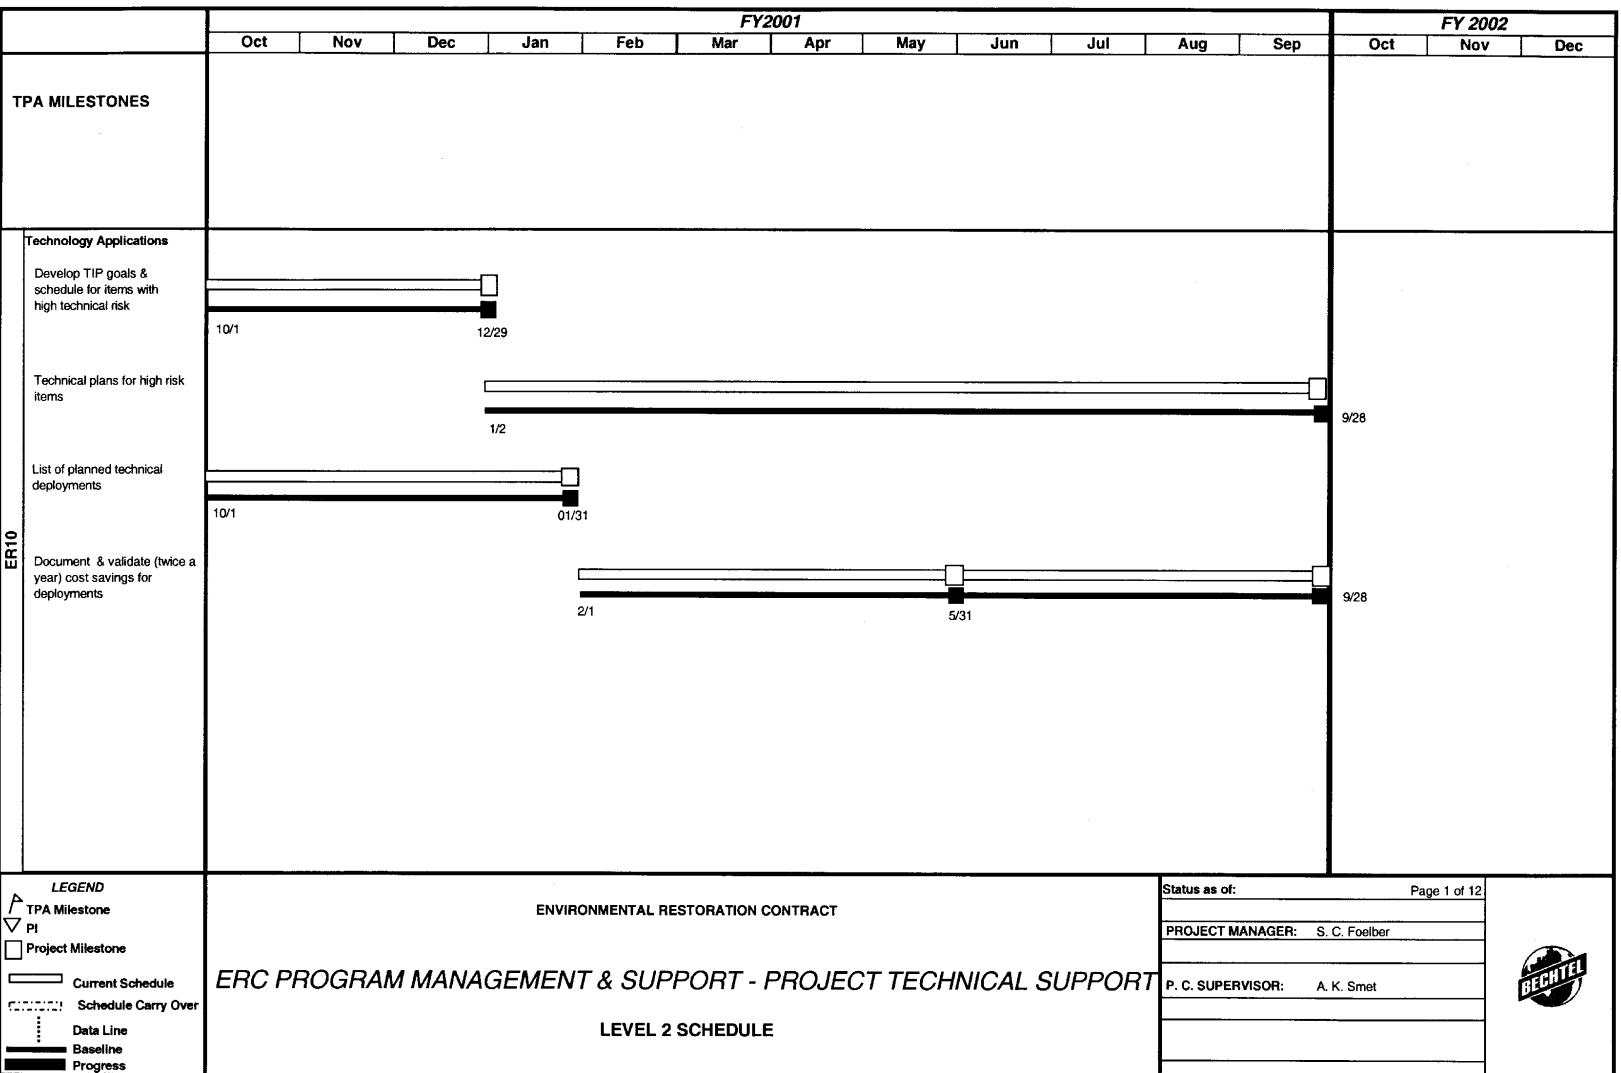 FY2001
FY 2002
Oct Nov Dec Jan Feb Mar Apr May Jun Jul Aug Sep Oct Nov Dec
TPA MILESTONES
ER10
Technology Applications
Develop TIP goals &
schedule for items with
high technical risk
10/1
12/29
Technical plans for high risk
items
1/2
9/28
List of planned technical
deployments
10/1
01/31
Document & validate (twice a
year) cost savings for
deployments
2/1
5/31
9/28
LEGEND
TPA Milestone
PI
Project Milestone
Current Schedule
Schedule Carry Over
Data Line
Baseline
Progress
ENVIRONMENTAL RESTORATION CONTRACT
ERC PROGRAM MANAGEMENT & SUPPORT - PROJECT TECHNICAL SUPPORT
LEVEL 2 SCHEDULE
Status as of: Page 1 of 12
PROJECT MANAGER: S. C. Foelber
P. C. SUPERVISOR: A. K. Smet
BECHTEL